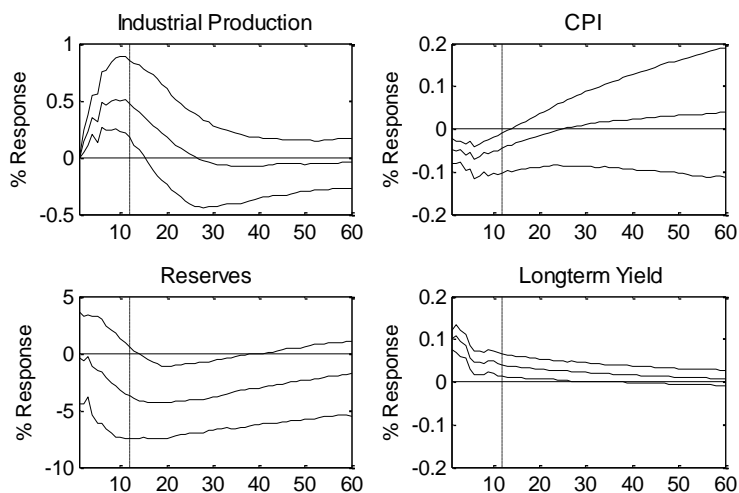 Industrial Production
% Response
1
0.5
0
-0.5
10 20 30 40 50 60
CPI
% Response
0.2
0.1
0
-0.1
-0.2
10 20 30 40 50 60
Reserves
% Response
5
0
-5
-10
10 20 30 40 50 60
Longterm Yield
% Response
0.2
0.1
0
-0.1
-0.2
10 20 30 40 50 60